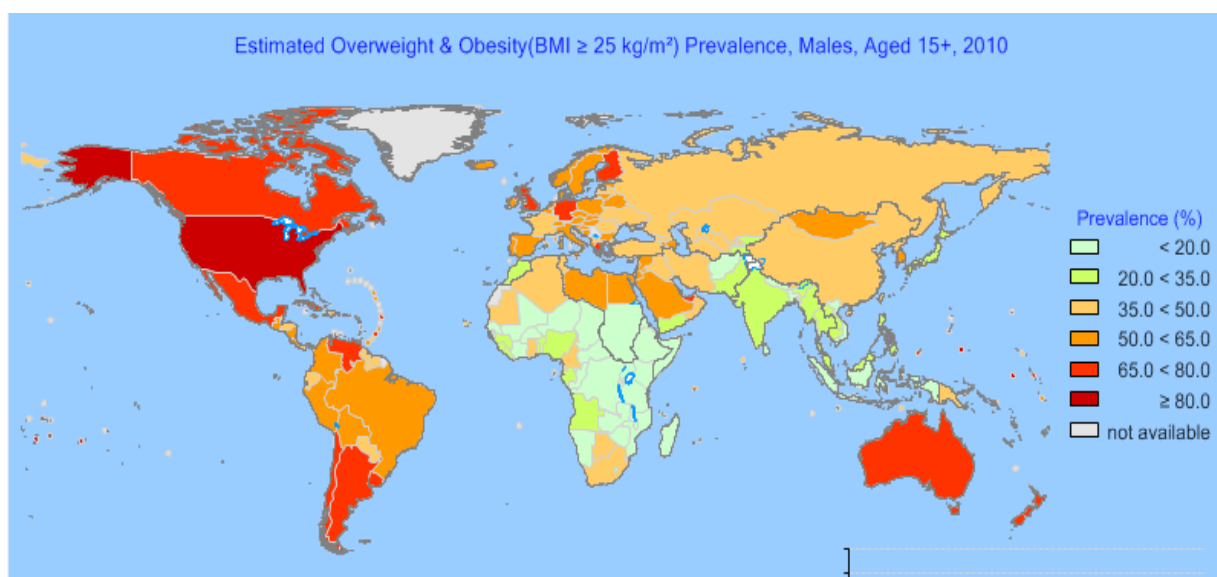 Estimated Overweight & Obesity(BMI ≥ 25 kg/m²) Prevalence, Males, Aged 15+, 2010
Prevalence (%)
< 20.0
20.0 < 35.0
35.0 < 50.0
50.0 < 65.0
65.0 < 80.0
≥ 80.0
not available